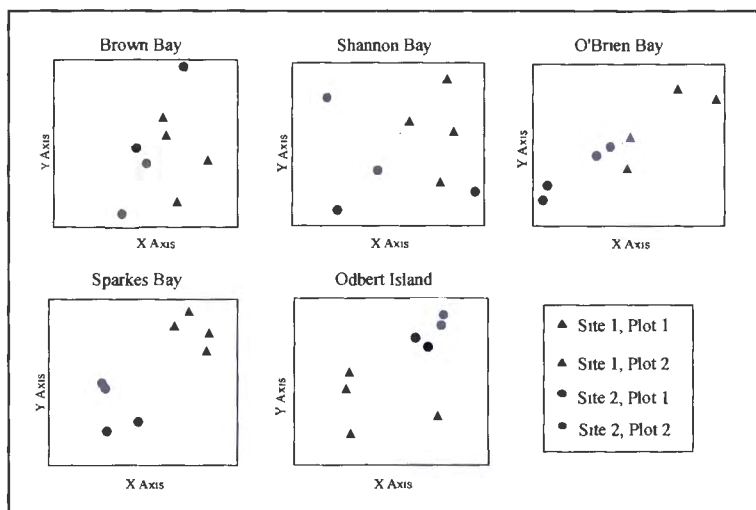 Brown Bay
Shannon Bay
O'Brien Bay
Y Axis
X Axis
Y Axis
X Axis
Y Axis
X Axis
Sparkes Bay
Odbert Island
Y Axis
X Axis
Y Axis
X Axis
Site 1, Plot 1
Site 1, Plot 2
Site 2, Plot 1
Site 2, Plot 2